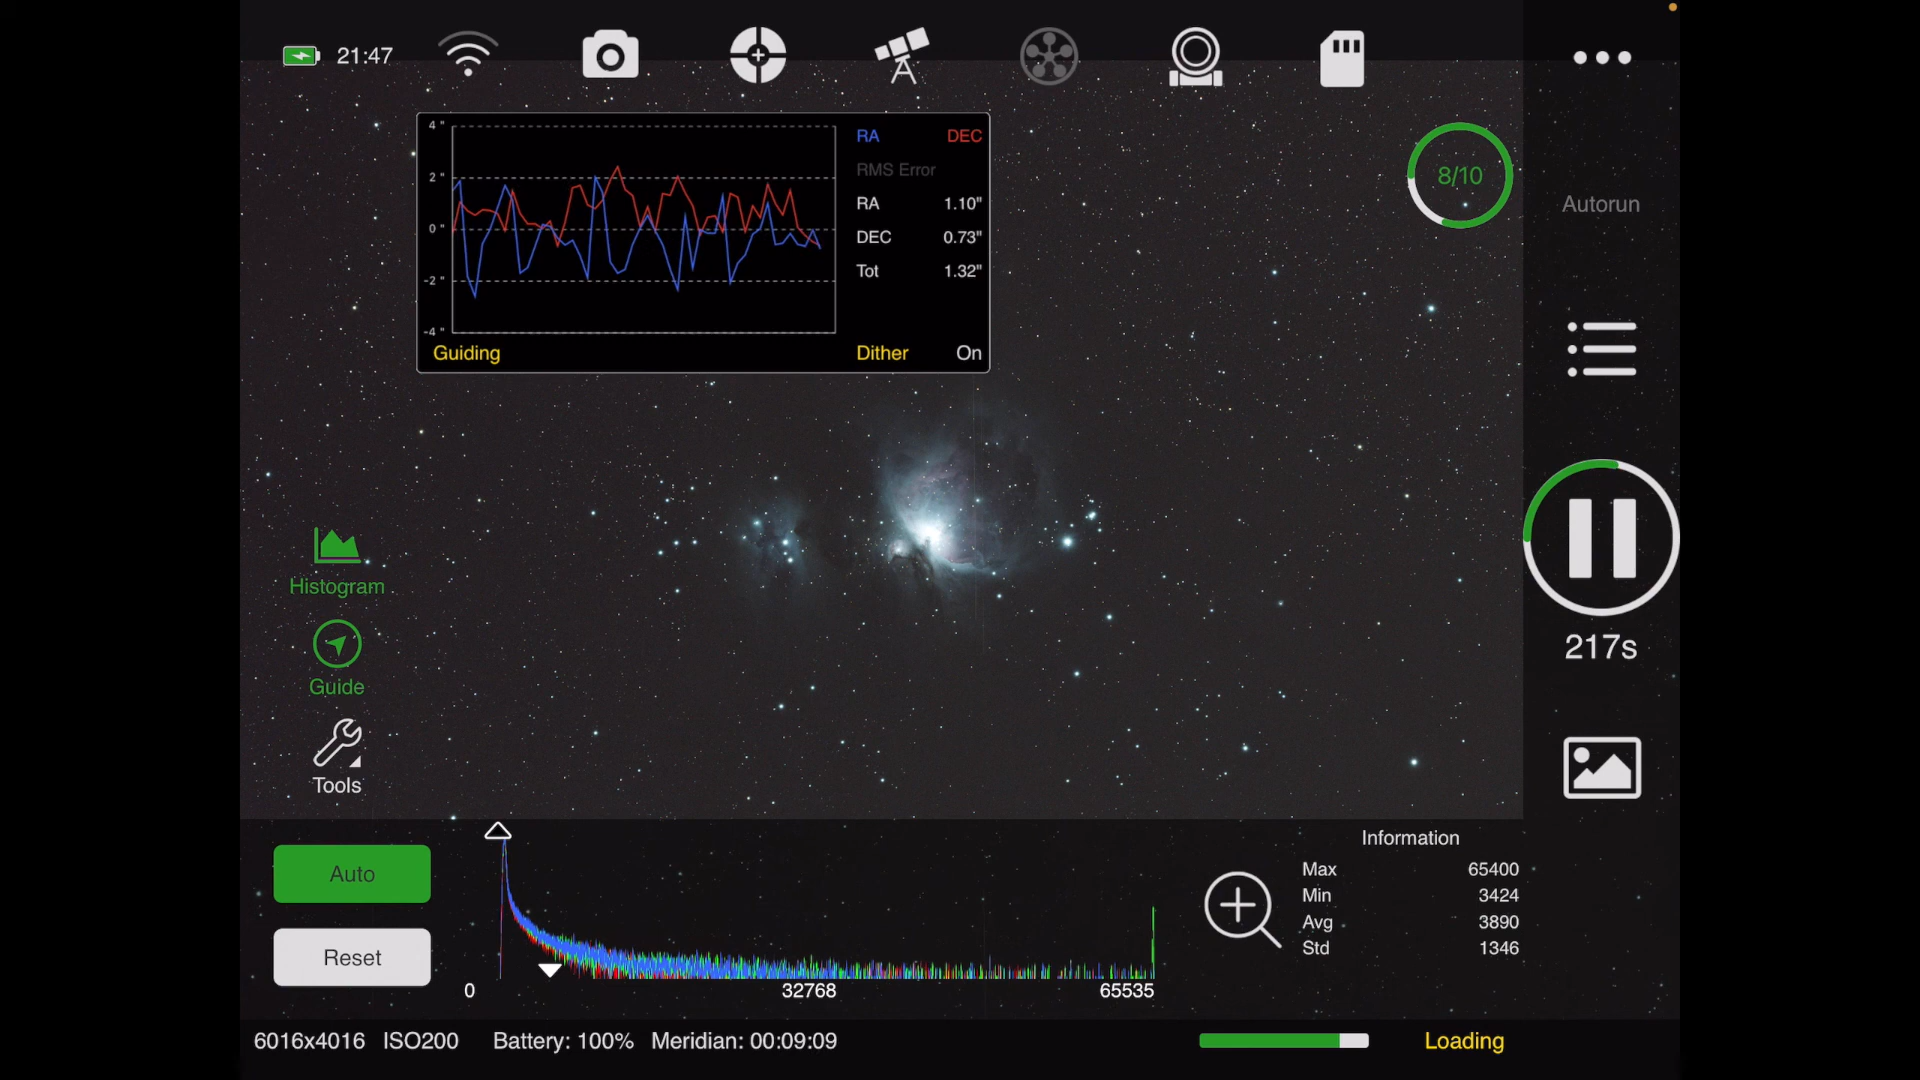 21:47
4 "
2 "
0 "
-2 "
-4 "
RA DEC
RMS Error
RA 1.10"
DEC 0.73"
Tot 1.32"
Guiding
Dither On
8/10
Autorun
Histogram
Guide
Tools
217s
Auto
Reset
0 32768 65535
Information
Max 65400
Min 3424
Avg 3890
Std 1346
6016x4016 ISO200 Battery: 100% Meridian: 00:09:09
Loading